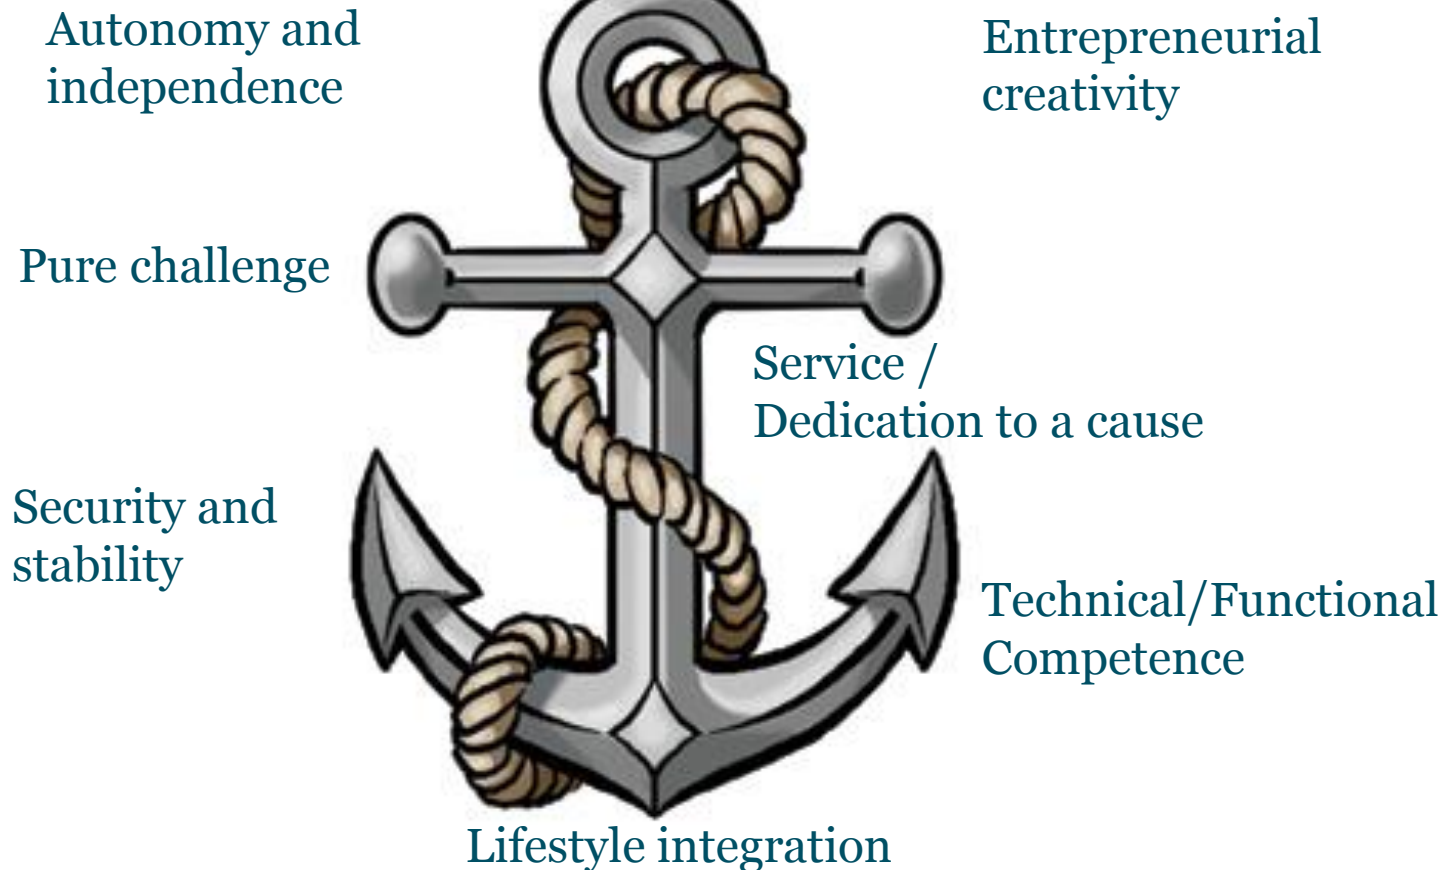 Autonomy and
independence
Entrepreneurial
creativity
Pure challenge
Service /
Dedication to a cause
Security and
stability
Technical/Functional
Competence
Lifestyle integration